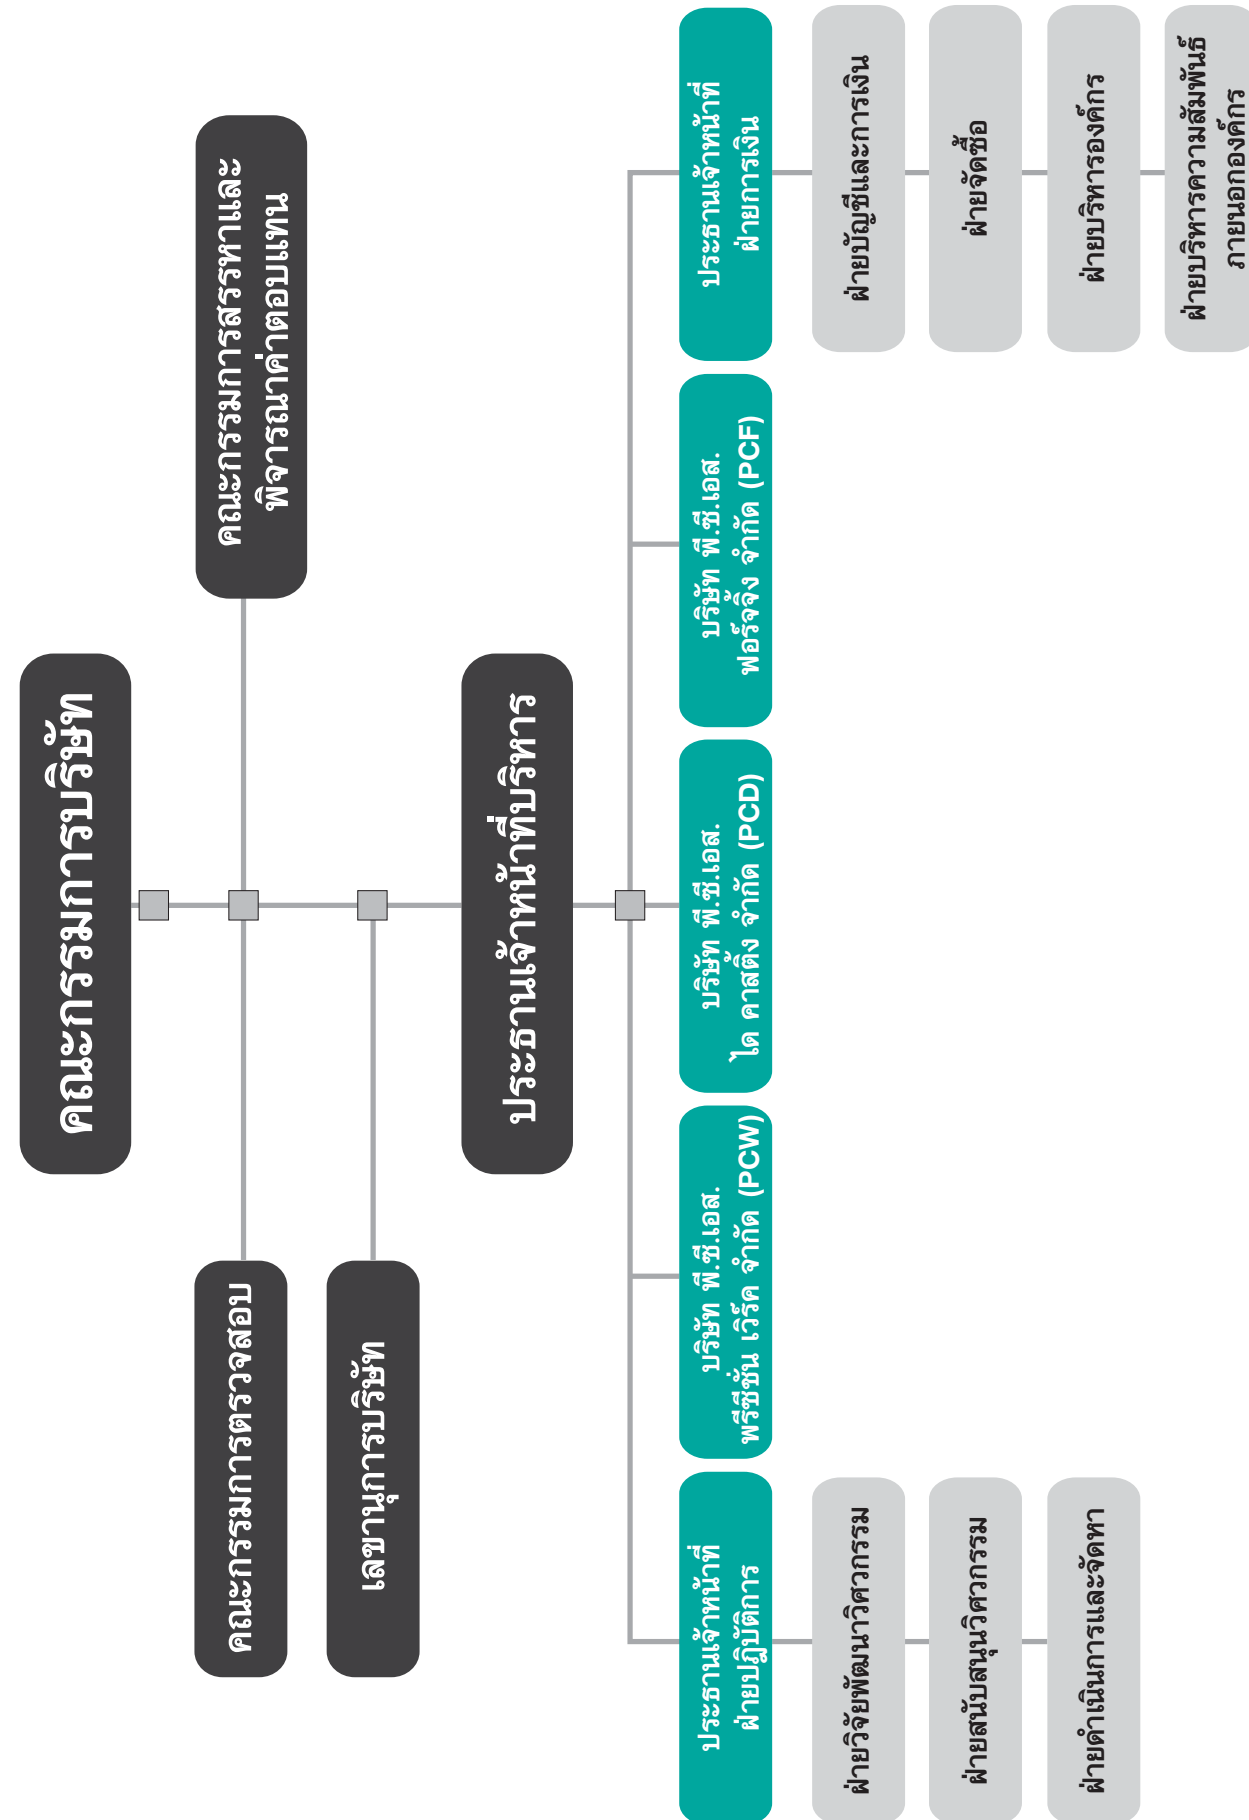 คณะกรรมการบริษัท
คณะกรรมการตรวจสอบ
คณะกรรมการสรรหาและ
พิจารณาค่าตอบแทน
เลขานุการบริษัท
ประธานเจ้าหน้าที่บริหาร
ประธานเจ้าหน้าที่
ฝ่ายปฏิบัติการ
บริษัท พี.ซี.เอส.
พรีซีชั่น เวิร์ค จำกัด (PCW)
บริษัท พี.ซี.เอส.
ได คาสติ้ง จำกัด (PCD)
บริษัท พี.ซี.เอส.
ฟอร์จจิ้ง จำกัด (PCF)
ประธานเจ้าหน้าที่
ฝ่ายการเงิน
ฝ่ายวิจัยพัฒนาวิศวกรรม
ฝ่ายสนับสนุนวิศวกรรม
ฝ่ายดำเนินการและจัดหา
ฝ่ายบัญชีและการเงิน
ฝ่ายจัดซื้อ
ฝ่ายบริหารองค์กร
ฝ่ายบริหารความสัมพันธ์
ภายนอกองค์กร